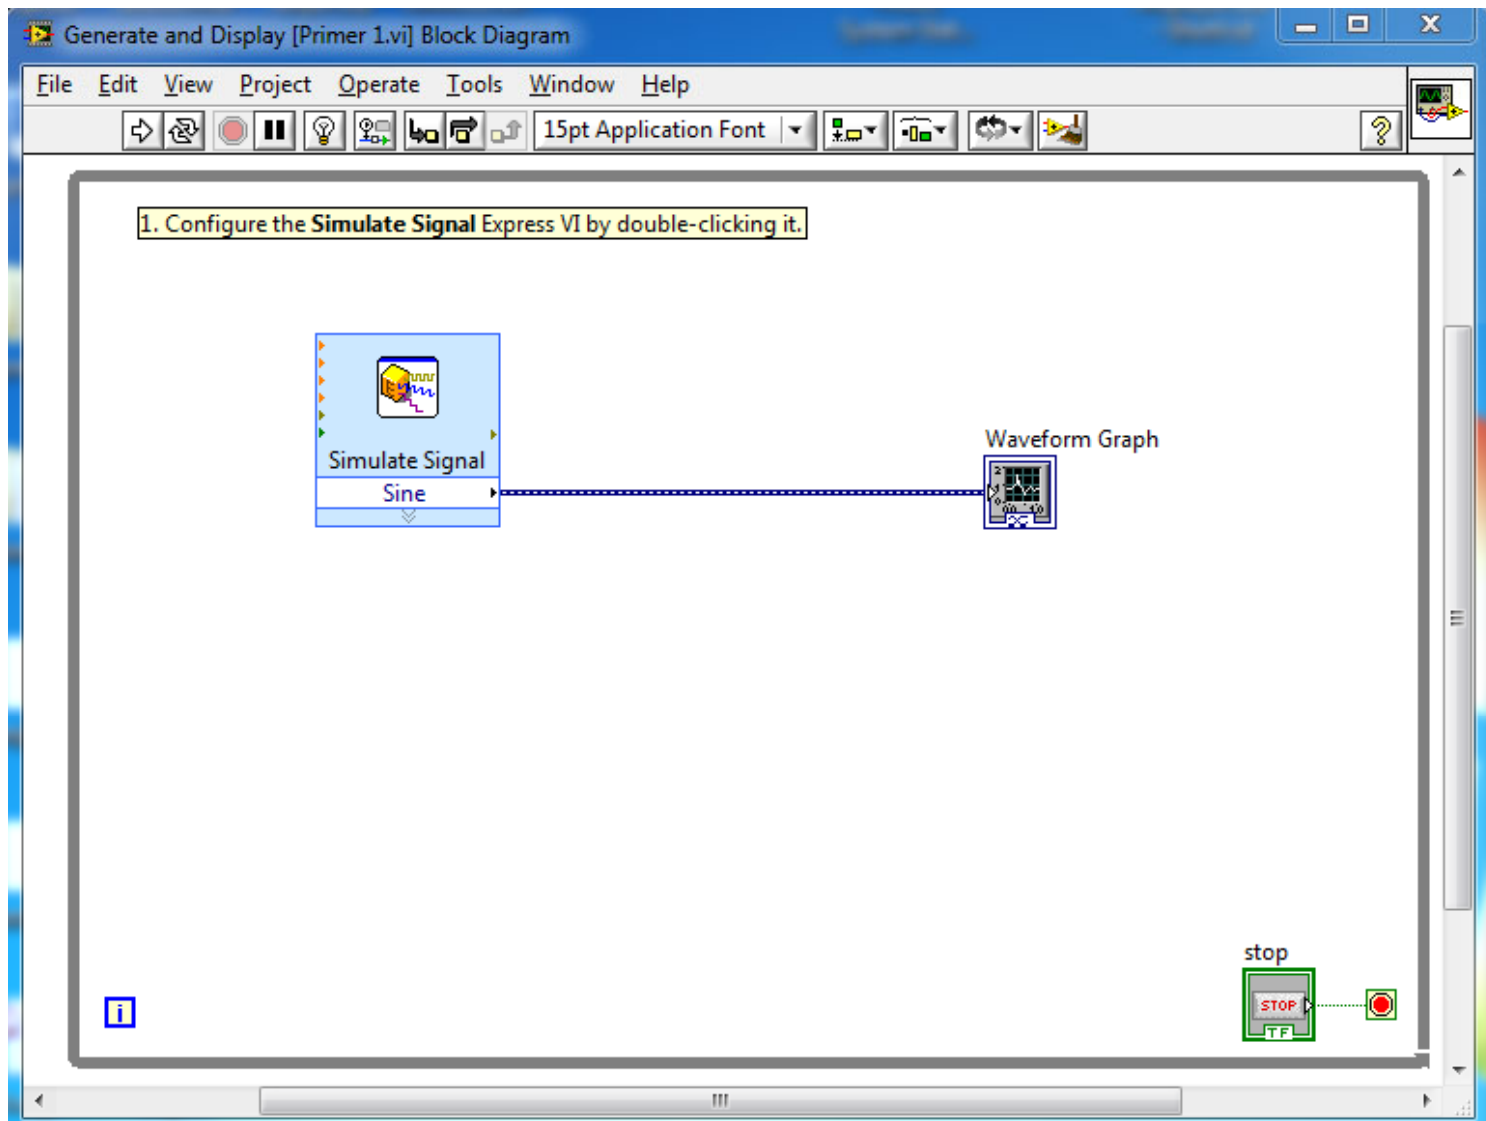 Generate and Display [Primer 1.vi] Block Diagram
File Edit View Project Operate Tools Window Help
15pt Application Font
1. Configure the Simulate Signal Express VI by double-clicking it.
Simulate Signal
Sine
Waveform Graph
stop
STOP
TF
i